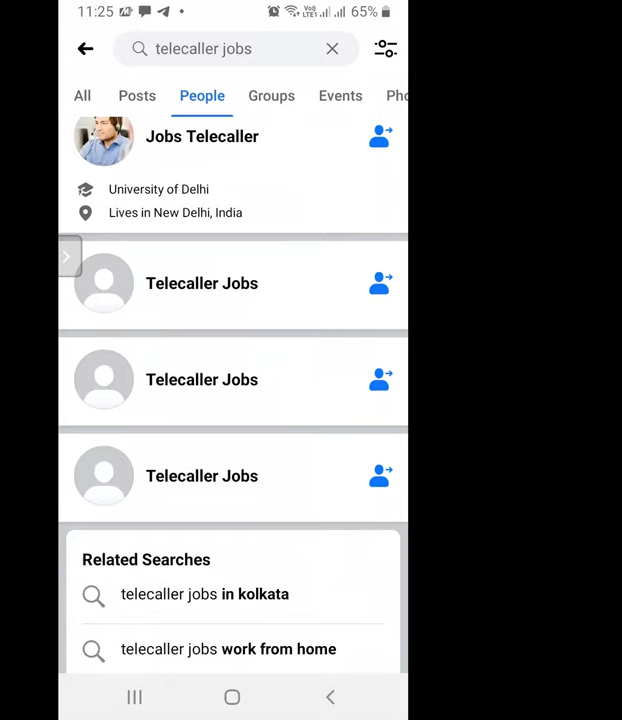 11:25 65%
telecaller jobs
All Posts People Groups Events Pho
Jobs Telecaller
University of Delhi
Lives in New Delhi, India
Telecaller Jobs
Telecaller Jobs
Telecaller Jobs
Related Searches
telecaller jobs in kolkata
telecaller jobs work from home